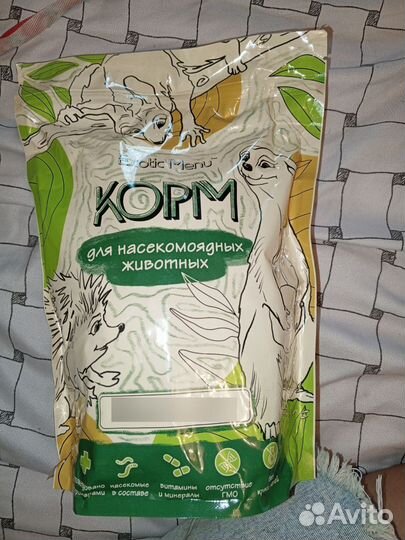 Exotic Menu
КОРМ
для насекомоядных
животных
насекомые
в составе
витамины
и минералы
отсутствие
ГМО
Avito